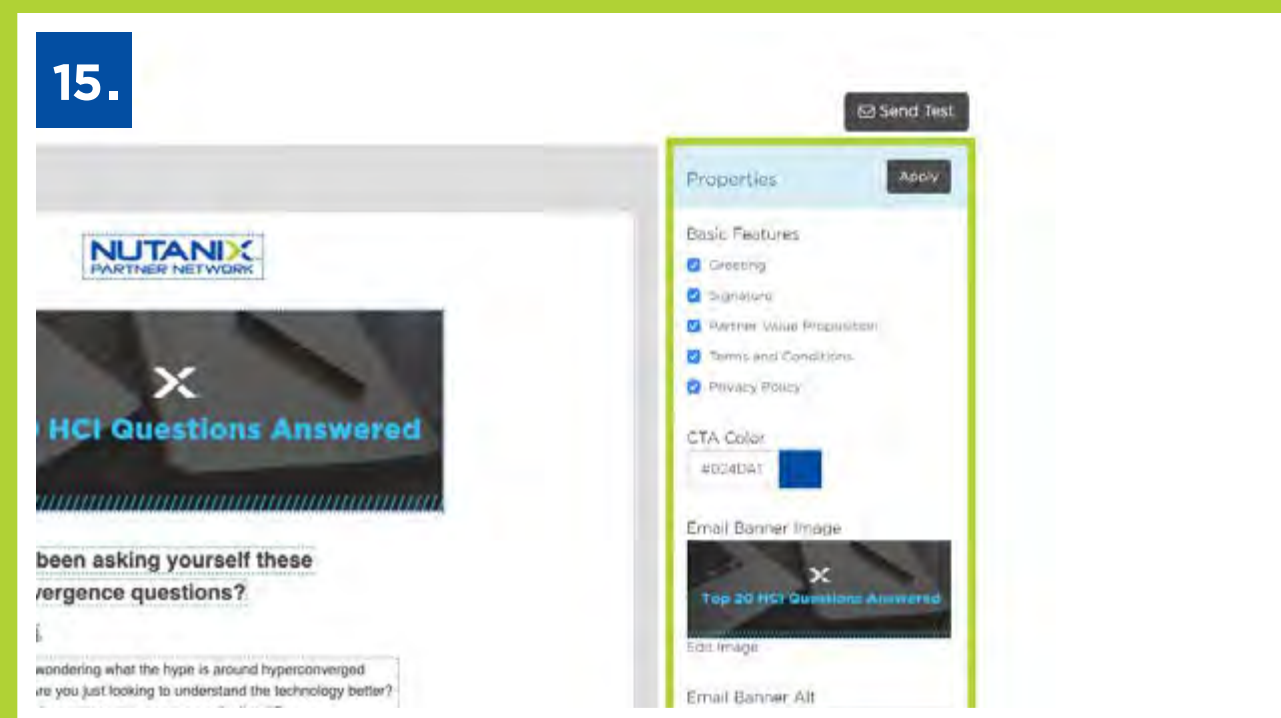 15.
Send Test
Properties
Apply
NUTANIX
PARTNER NETWORK
HCI Questions Answered
been asking yourself these
vergence questions?
wondering what the hype is around hyperconverged
re you just looking to understand the technology better?
Basic Features
Greeting
Signature
Partner Value Proposition
Terms and Conditions
Privacy Policy
CTA Color
#024DA1
Email Banner Image
Top 20 HCI Questions Answered
Edit Image
Email Banner Alt